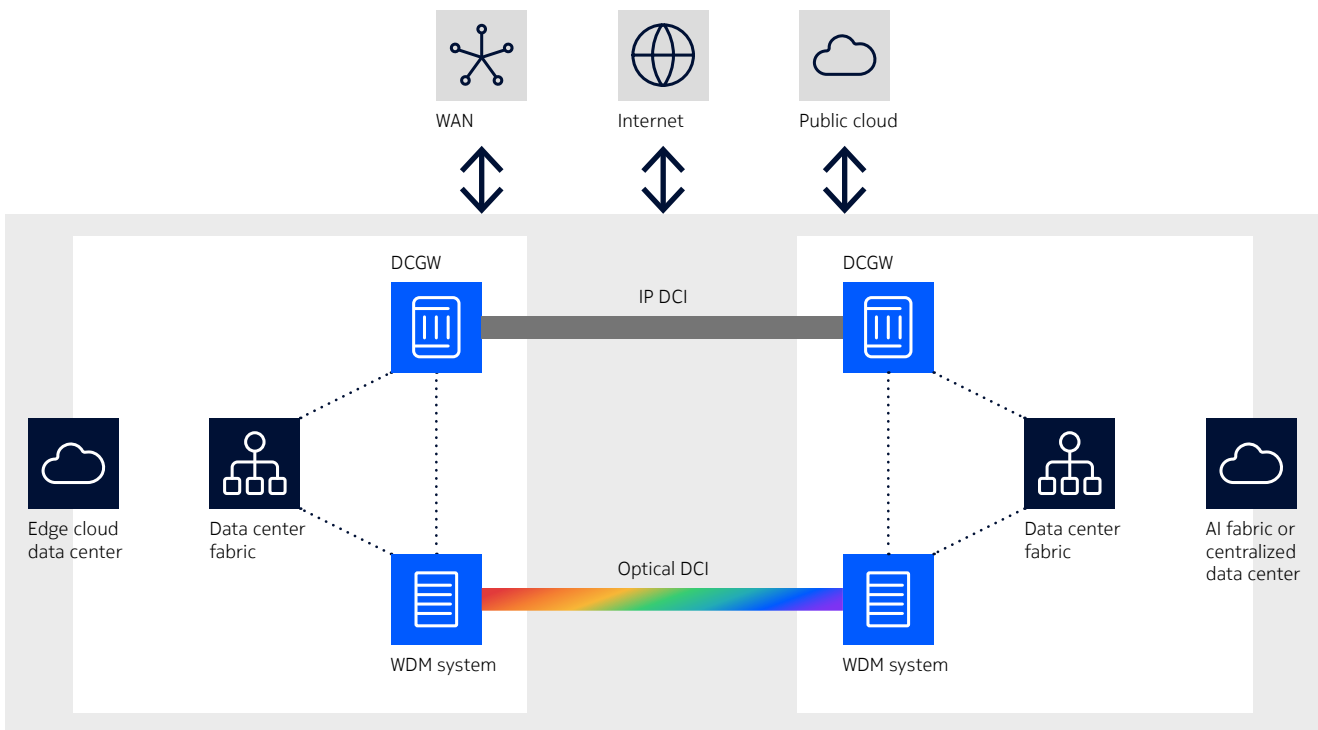 WAN
Internet
Public cloud
DCGW
DCGW
IP DCI
Edge cloud
data center
Data center
fabric
Data center
fabric
AI fabric or
centralized
data center
Optical DCI
WDM system
WDM system